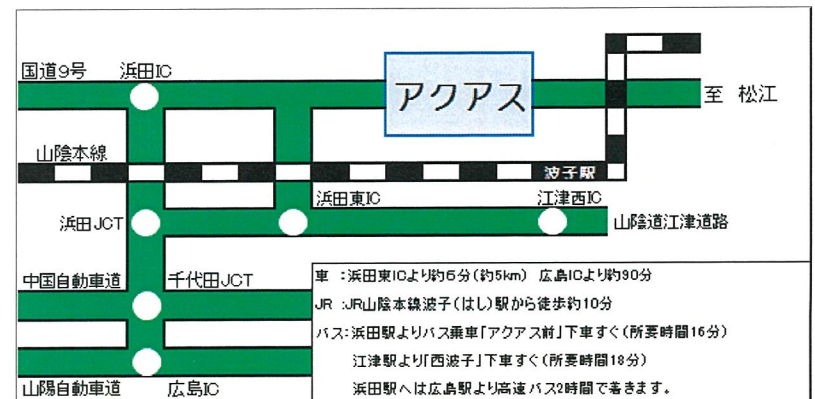 国道9号
浜田IC
アクアス
至 松江
山陰本線
波子駅
浜田東IC
江津西IC
浜田JCT
山陰道江津道路
中国自動車道
千代田JCT
山陽自動車道
広島IC
車 :浜田東ICより約5分(約5km) 広島ICより約90分
JR :JR山陰本線波子(はし)駅から徒歩約10分
バス:浜田駅よりバス乗車「アクアス前」下車すぐ(所要時間16分)
江津駅より「西波子」下車すぐ(所要時間18分)
浜田駅へは広島駅より高速バス2時間で着きます。